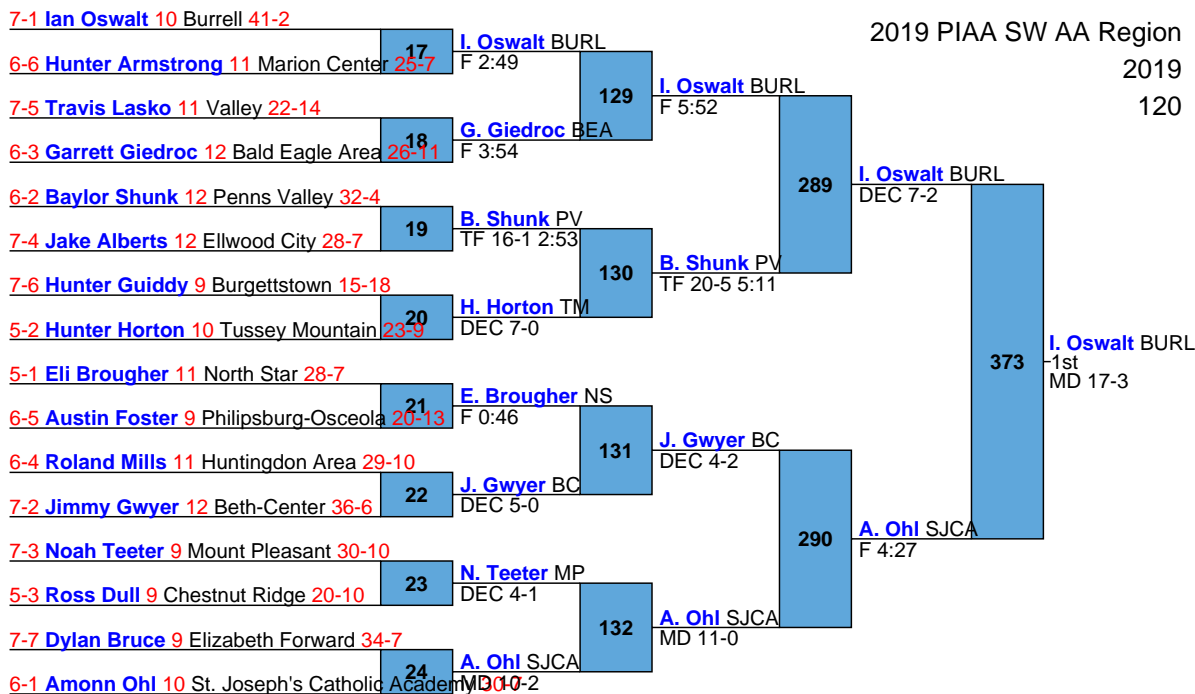 2019 PIAA SW AA Region
2019
120
7-1 Ian Oswalt 10 Burrell 41-2
17
6-6 Hunter Armstrong 11 Marion Center 25-7
I. Oswalt BURL
F 2:49
129
7-5 Travis Lasko 11 Valley 22-14
18
6-3 Garrett Giedroc 12 Bald Eagle Area 26-11
G. Giedroc BEA
F 3:54
I. Oswalt BURL
F 5:52
289
6-2 Baylor Shunk 12 Penns Valley 32-4
19
7-4 Jake Alberts 12 Ellwood City 28-7
B. Shunk PV
TF 16-1 2:53
130
7-6 Hunter Guiddy 9 Burgettstown 15-18
20
5-2 Hunter Horton 10 Tussey Mountain 23-9
H. Horton TM
DEC 7-0
B. Shunk PV
TF 20-5 5:11
I. Oswalt BURL
DEC 7-2
373
5-1 Eli Brougher 11 North Star 28-7
21
6-5 Austin Foster 9 Philipsburg-Osceola 20-13
E. Brougher NS
F 0:46
131
6-4 Roland Mills 11 Huntingdon Area 29-10
22
7-2 Jimmy Gwyer 12 Beth-Center 36-6
J. Gwyer BC
DEC 5-0
J. Gwyer BC
DEC 4-2
290
7-3 Noah Teeter 9 Mount Pleasant 30-10
23
5-3 Ross Dull 9 Chestnut Ridge 20-10
N. Teeter MP
DEC 4-1
132
7-7 Dylan Bruce 9 Elizabeth Forward 34-7
24
6-1 Amonn Ohl 10 St. Joseph's Catholic Academy 30-7
A. Ohl SJCA
MD 10-2
A. Ohl SJCA
MD 11-0
A. Ohl SJCA
F 4:27
I. Oswalt BURL
1st
MD 17-3